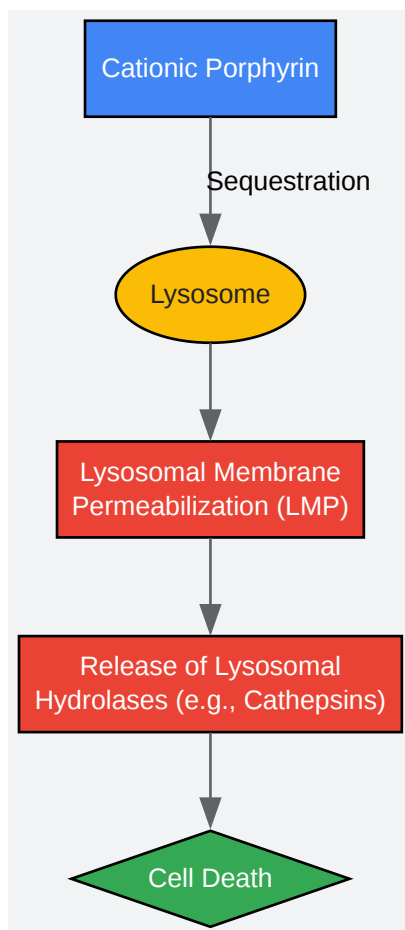 Cationic Porphyrin
Sequestration
Lysosome
Lysosomal Membrane
Permeabilization (LMP)
Release of Lysosomal
Hydrolases (e.g., Cathepsins)
Cell Death